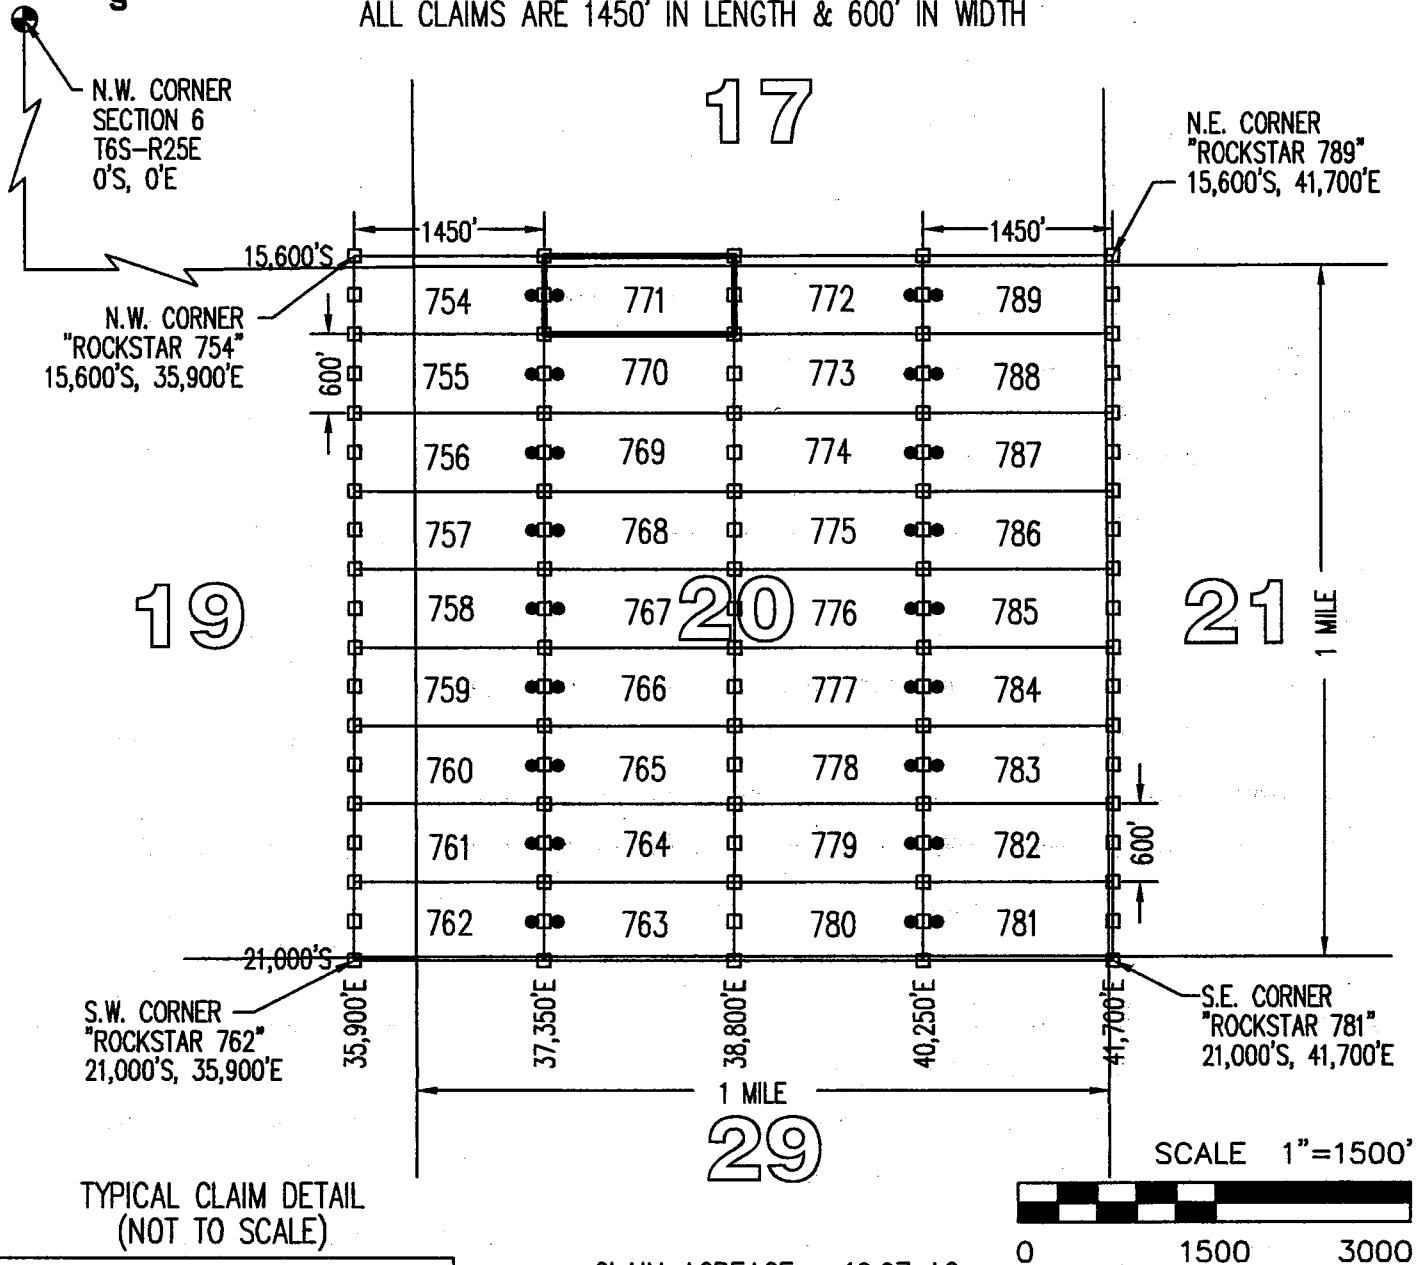 ALL CLAIMS ARE 1450' IN LENGTH & 600' IN WIDTH
N.W. CORNER
SECTION 6
T6S-R25E
0'S, 0'E
17
N.E. CORNER
"ROCKSTAR 789"
15,600'S, 41,700'E
1450'
1450'
15,600'S
754
771
772
789
N.W. CORNER
"ROCKSTAR 754"
15,600'S, 35,900'E
600'
755
770
773
788
756
769
774
787
757
768
775
786
19
758
767
20
776
785
21
1 MILE
759
766
777
784
760
765
778
783
761
764
779
782
600'
762
763
780
781
21,000'S
S.W. CORNER
"ROCKSTAR 762"
21,000'S, 35,900'E
35,900'E
37,350'E
38,800'E
40,250'E
41,700'E
S.E. CORNER
"ROCKSTAR 781"
21,000'S, 41,700'E
1 MILE
29
SCALE 1"=1500'
TYPICAL CLAIM DETAIL
(NOT TO SCALE)
0 1500 3000